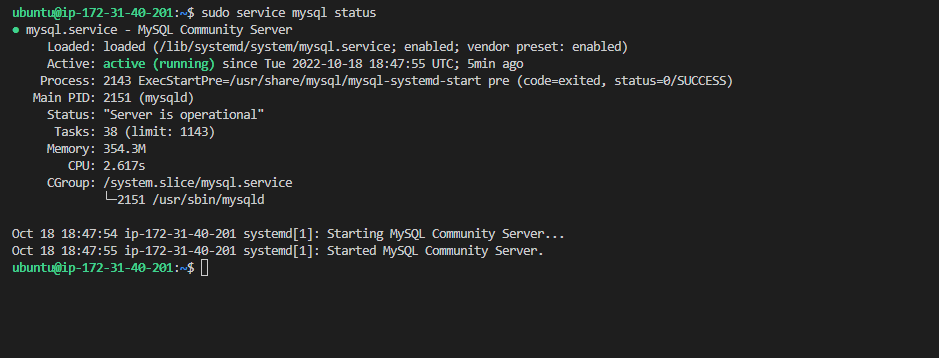 ubuntu@ip-172-31-40-201:~$ sudo service mysql status
● mysql.service - MySQL Community Server
     Loaded: loaded (/lib/systemd/system/mysql.service; enabled; vendor preset: enabled)
     Active: active (running) since Tue 2022-10-18 18:47:55 UTC; 5min ago
    Process: 2143 ExecStartPre=/usr/share/mysql/mysql-systemd-start pre (code=exited, status=0/SUCCESS)
   Main PID: 2151 (mysqld)
     Status: "Server is operational"
      Tasks: 38 (limit: 1143)
     Memory: 354.3M
        CPU: 2.617s
     CGroup: /system.slice/mysql.service
             └─2151 /usr/sbin/mysqld

Oct 18 18:47:54 ip-172-31-40-201 systemd[1]: Starting MySQL Community Server...
Oct 18 18:47:55 ip-172-31-40-201 systemd[1]: Started MySQL Community Server.
ubuntu@ip-172-31-40-201:~$